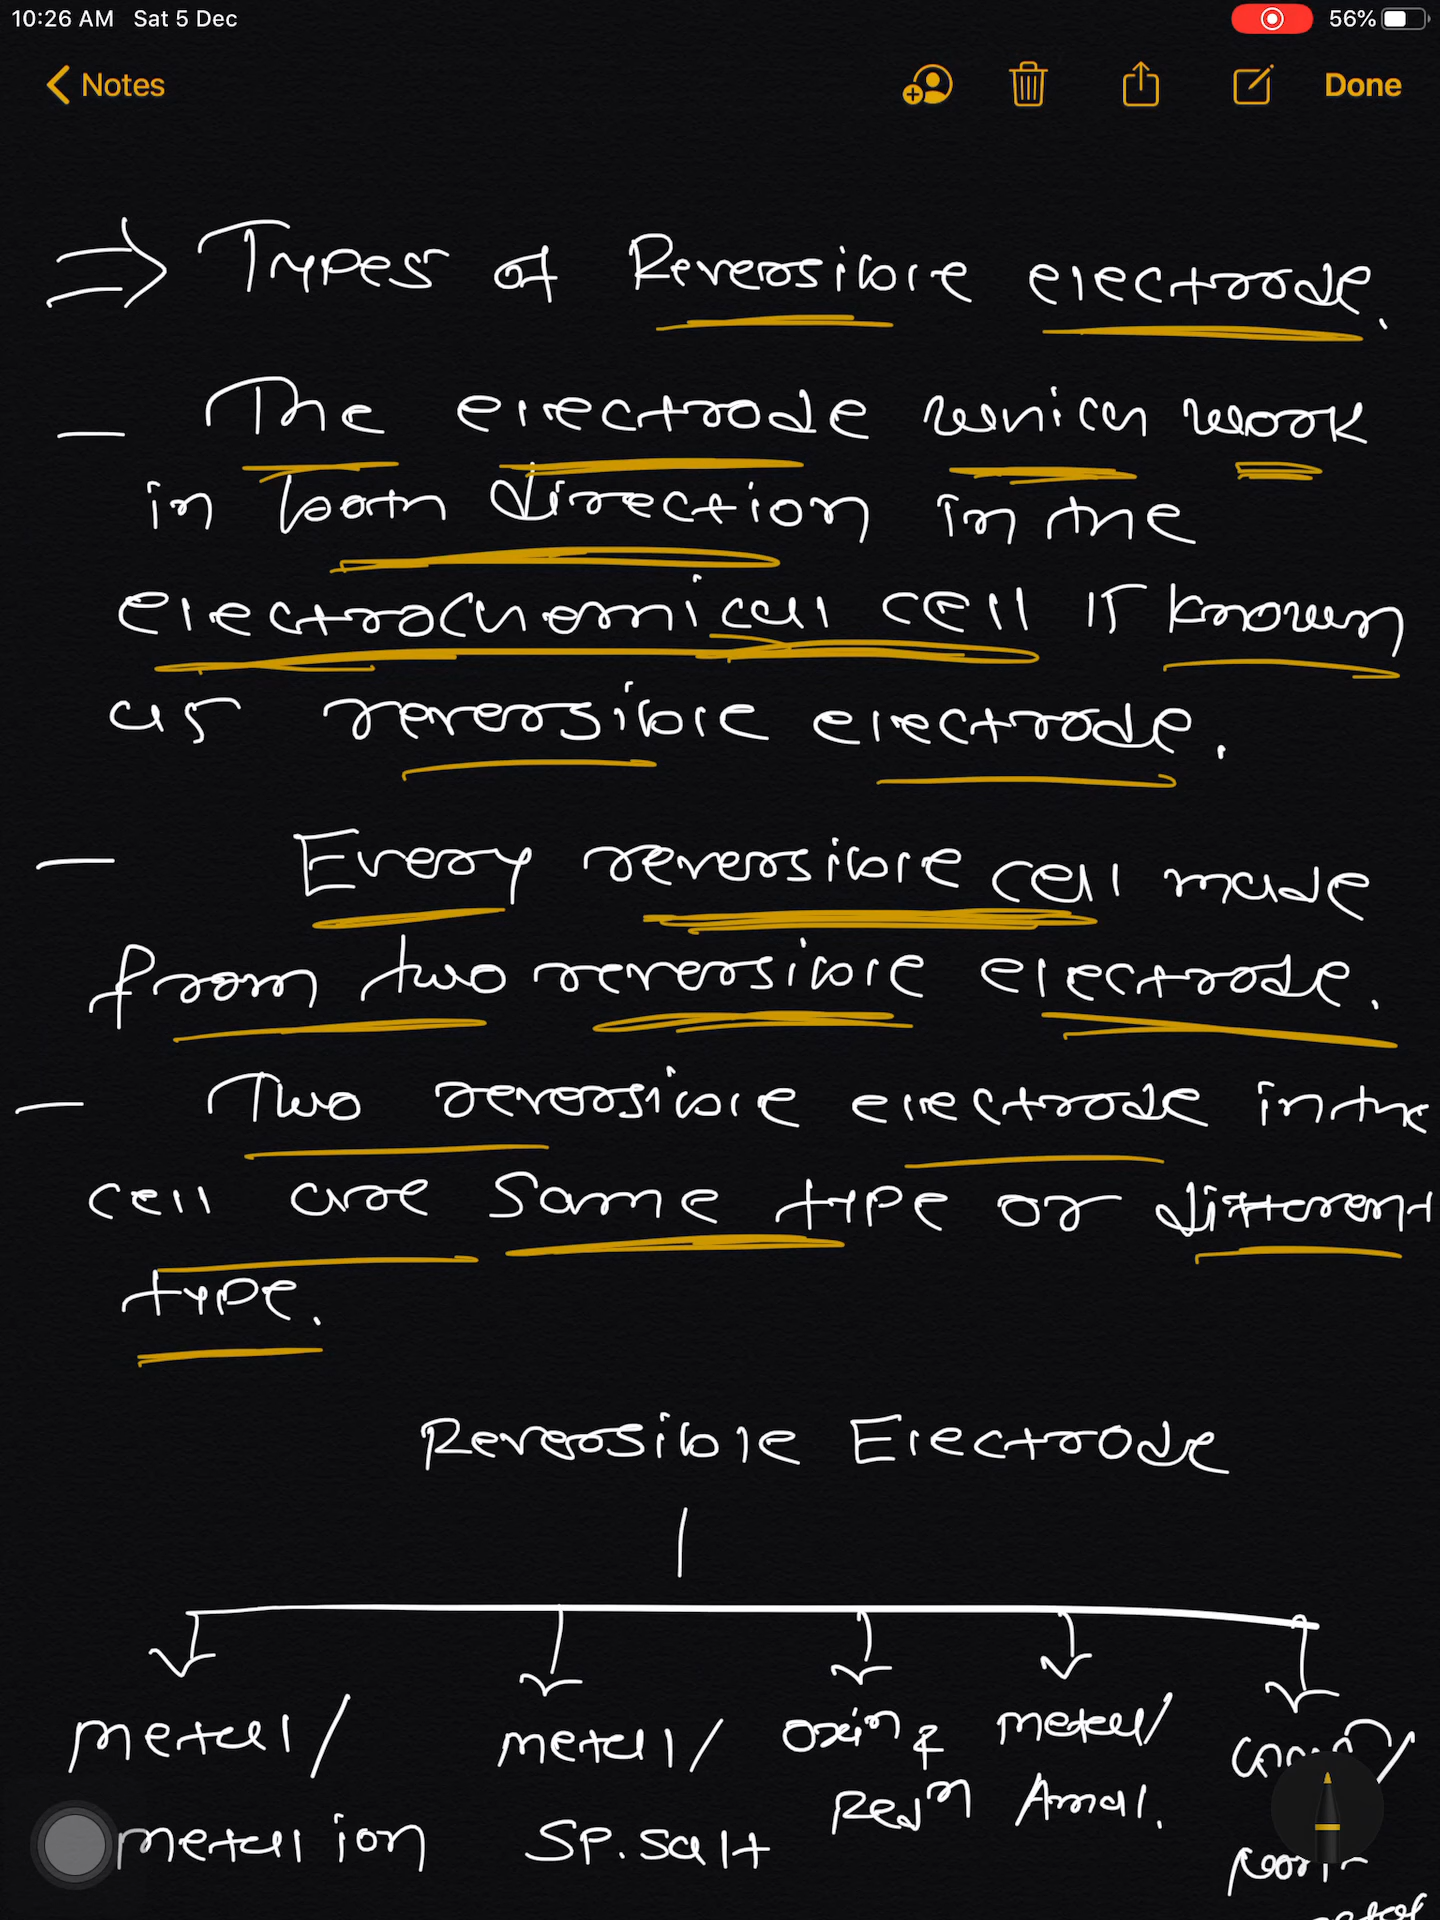 10:26 AM Sat 5 Dec 56%
Notes Done
⇒ Types of Reversible electrode.
— The electrode which work
in both direction in the
electrochemical cell is known
as reversible electrode.
— Every reversible cell made
from two reversible electrode.
— Two reversible electrode in the
cell are same type or different
type.
Reversible Electrode
metal/ metal/ oxiⁿ & metal/
metal ion SP. salt Redⁿ Amal.